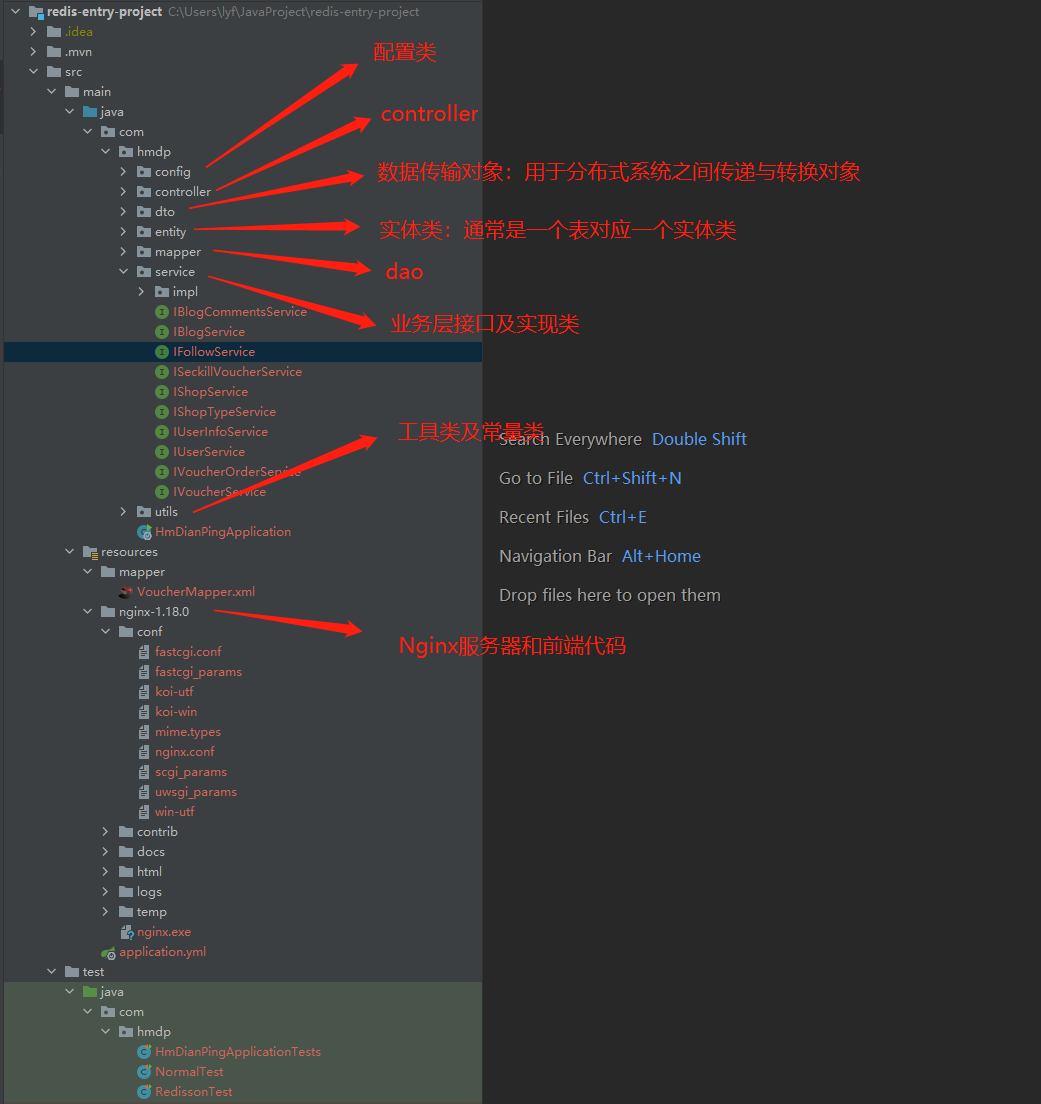 redis-entry-project C:\Users\lyf\JavaProject\redis-entry-project
.idea
.mvn
src
main
java
com
hmdp
config
controller
dto
entity
mapper
service
impl
IBlogCommentsService
IBlogService
IFollowService
ISeckillVoucherService
IShopService
IShopTypeService
IUserInfoService
IUserService
IVoucherOrderService
IVoucherService
utils
HmDianPingApplication
resources
mapper
VoucherMapper.xml
nginx-1.18.0
conf
fastcgi.conf
fastcgi_params
koi-utf
koi-win
mime.types
nginx.conf
scgi_params
uwsgi_params
win-utf
contrib
docs
html
logs
temp
nginx.exe
application.yml
test
java
com
hmdp
HmDianPingApplicationTests
NormalTest
RedissonTest
配置类
controller
数据传输对象：用于分布式系统之间传递与转换对象
实体类：通常是一个表对应一个实体类
dao
业务层接口及实现类
工具类及常量类
Search Everywhere Double Shift
Go to File Ctrl+Shift+N
Recent Files Ctrl+E
Navigation Bar Alt+Home
Drop files here to open them
Nginx服务器和前端代码